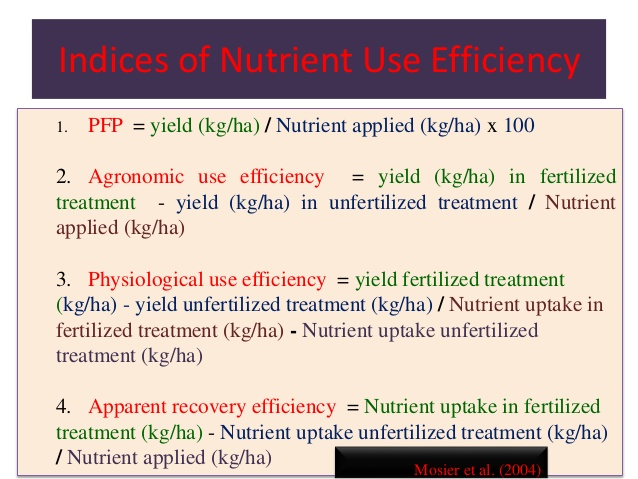 Indices of Nutrient Use Efficiency
1. PFP = yield (kg/ha) / Nutrient applied (kg/ha) x 100
2. Agronomic use efficiency = yield (kg/ha) in fertilized
treatment - yield (kg/ha) in unfertilized treatment / Nutrient
applied (kg/ha)
3. Physiological use efficiency = yield fertilized treatment
(kg/ha) - yield unfertilized treatment (kg/ha) / Nutrient uptake in
fertilized treatment (kg/ha) - Nutrient uptake unfertilized
treatment (kg/ha)
4. Apparent recovery efficiency = Nutrient uptake in fertilized
treatment (kg/ha) - Nutrient uptake unfertilized treatment (kg/ha)
/ Nutrient applied (kg/ha)
Mosier et al. (2004)